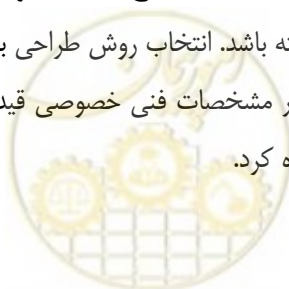 ته باشد. انتخاب روش طراحی ب
ر مشخصات فنی خصوصی قید
ه کرد.